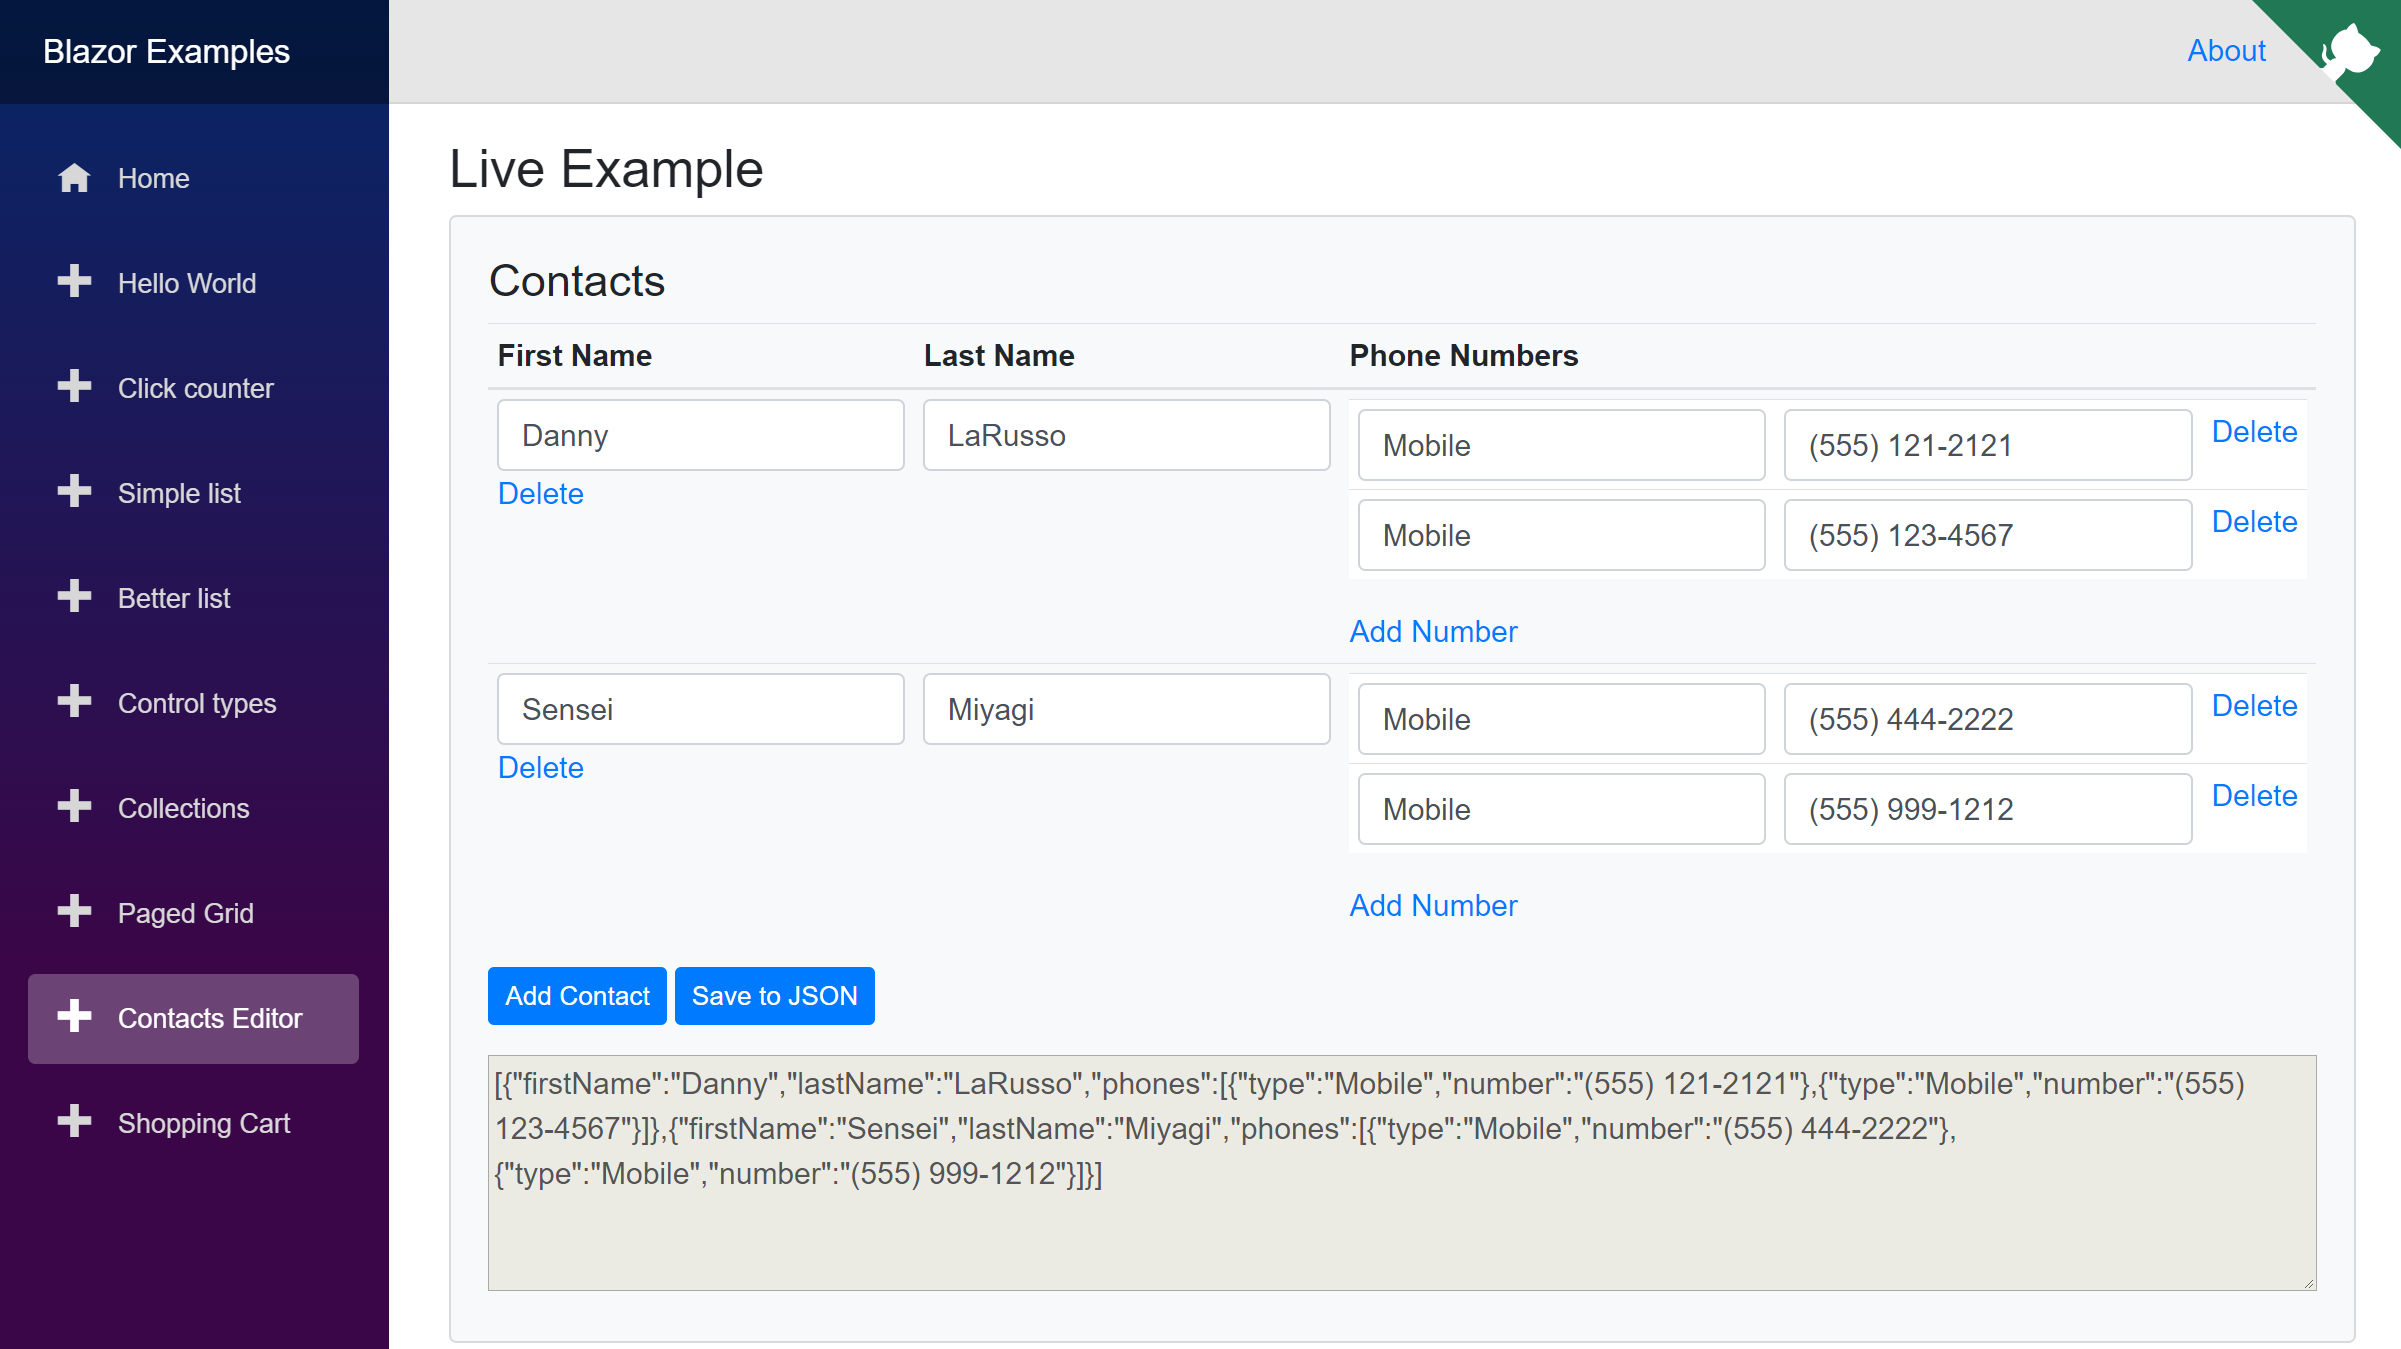 Blazor Examples
About
Home
Hello World
Click counter
Simple list
Better list
Control types
Collections
Paged Grid
Contacts Editor
Shopping Cart
Live Example
Contacts
First Name Last Name Phone Numbers
Danny LaRusso Mobile (555) 121-2121 Delete
Delete
Mobile (555) 123-4567 Delete
Add Number
Sensei Miyagi Mobile (555) 444-2222 Delete
Delete
Mobile (555) 999-1212 Delete
Add Number
Add Contact Save to JSON
[{"firstName":"Danny","lastName":"LaRusso","phones":[{"type":"Mobile","number":"(555) 121-2121"},{"type":"Mobile","number":"(555)
123-4567"}]},{"firstName":"Sensei","lastName":"Miyagi","phones":[{"type":"Mobile","number":"(555) 444-2222"},
{"type":"Mobile","number":"(555) 999-1212"}]}]